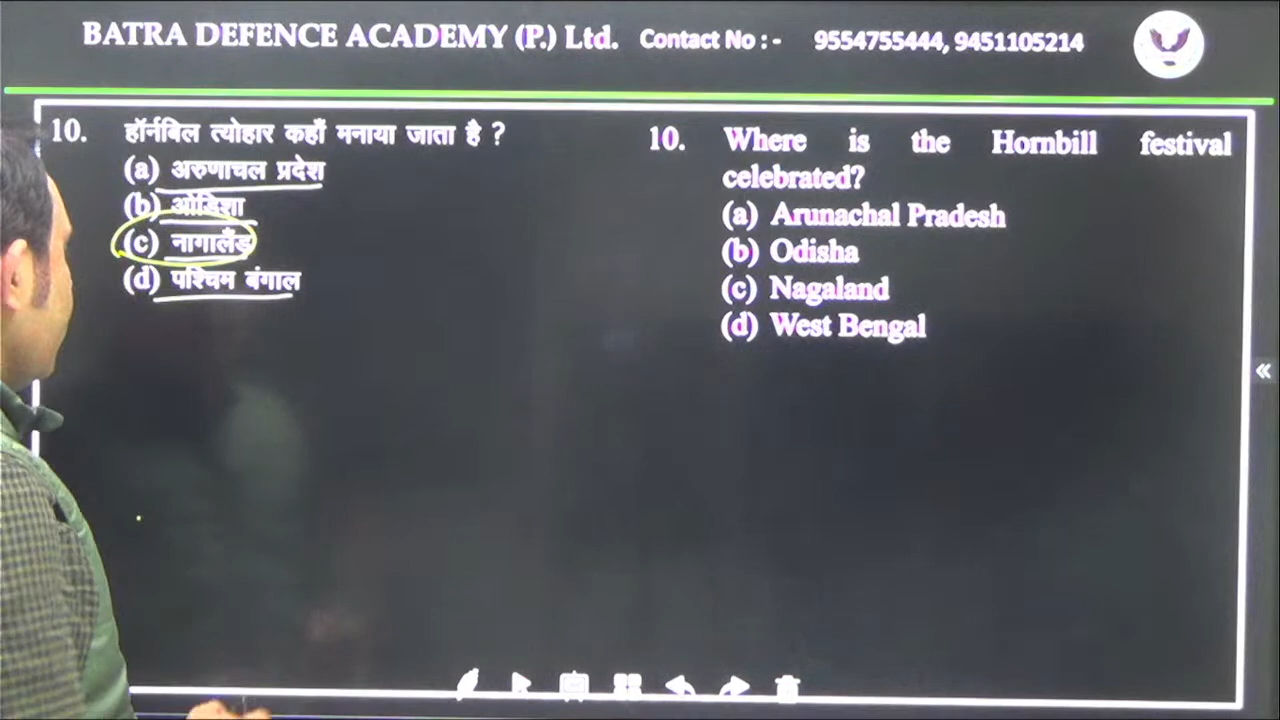 BATRA DEFENCE ACADEMY (P.) Ltd. Contact No : - 9554755444, 9451105214
10. हॉर्नबिल त्योहार कहाँ मनाया जाता है ?
(a) अरुणाचल प्रदेश
(b) ओडिशा
(c) नागालैंड
(d) पश्चिम बंगाल
10. Where is the Hornbill festival
celebrated?
(a) Arunachal Pradesh
(b) Odisha
(c) Nagaland
(d) West Bengal